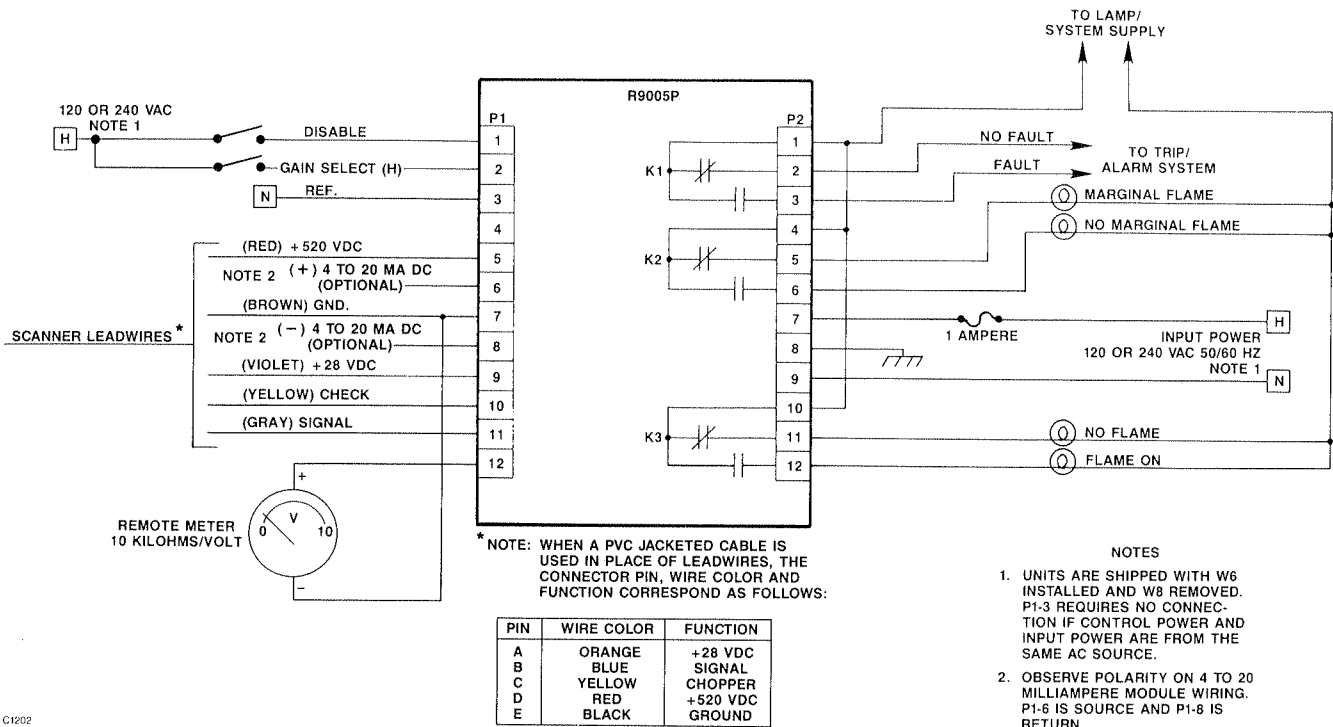 TO LAMP/
SYSTEM SUPPLY
R9005P
120 OR 240 VAC
NOTE 1
H
DISABLE
GAIN SELECT (H)
N
REF.
P1
1
2
3
4
5
6
7
8
9
10
11
12
(RED) +520 VDC
NOTE 2 (+) 4 TO 20 MA DC
(OPTIONAL)
(BROWN) GND.
NOTE 2 (−) 4 TO 20 MA DC
(OPTIONAL)
(VIOLET) +28 VDC
(YELLOW) CHECK
(GRAY) SIGNAL
SCANNER LEADWIRES*
+
V
0
10
−
REMOTE METER
10 KILOHMS/VOLT
K1
K2
K3
P2
1
2
3
4
5
6
7
8
9
10
11
12
NO FAULT
FAULT
TO TRIP/
ALARM SYSTEM
MARGINAL FLAME
NO MARGINAL FLAME
1 AMPERE
H
INPUT POWER
120 OR 240 VAC 50/60 HZ
NOTE 1
N
NO FLAME
FLAME ON
*NOTE: WHEN A PVC JACKETED CABLE IS
USED IN PLACE OF LEADWIRES, THE
CONNECTOR PIN, WIRE COLOR AND
FUNCTION CORRESPOND AS FOLLOWS:
PIN WIRE COLOR FUNCTION
A ORANGE +28 VDC
B BLUE SIGNAL
C YELLOW CHOPPER
D RED +520 VDC
E BLACK GROUND
NOTES
1. UNITS ARE SHIPPED WITH W6
INSTALLED AND W8 REMOVED.
P1-3 REQUIRES NO CONNEC-
TION IF CONTROL POWER AND
INPUT POWER ARE FROM THE
SAME AC SOURCE.
2. OBSERVE POLARITY ON 4 TO 20
MILLIAMPERE MODULE WIRING.
P1-6 IS SOURCE AND P1-8 IS
RETURN
C1202